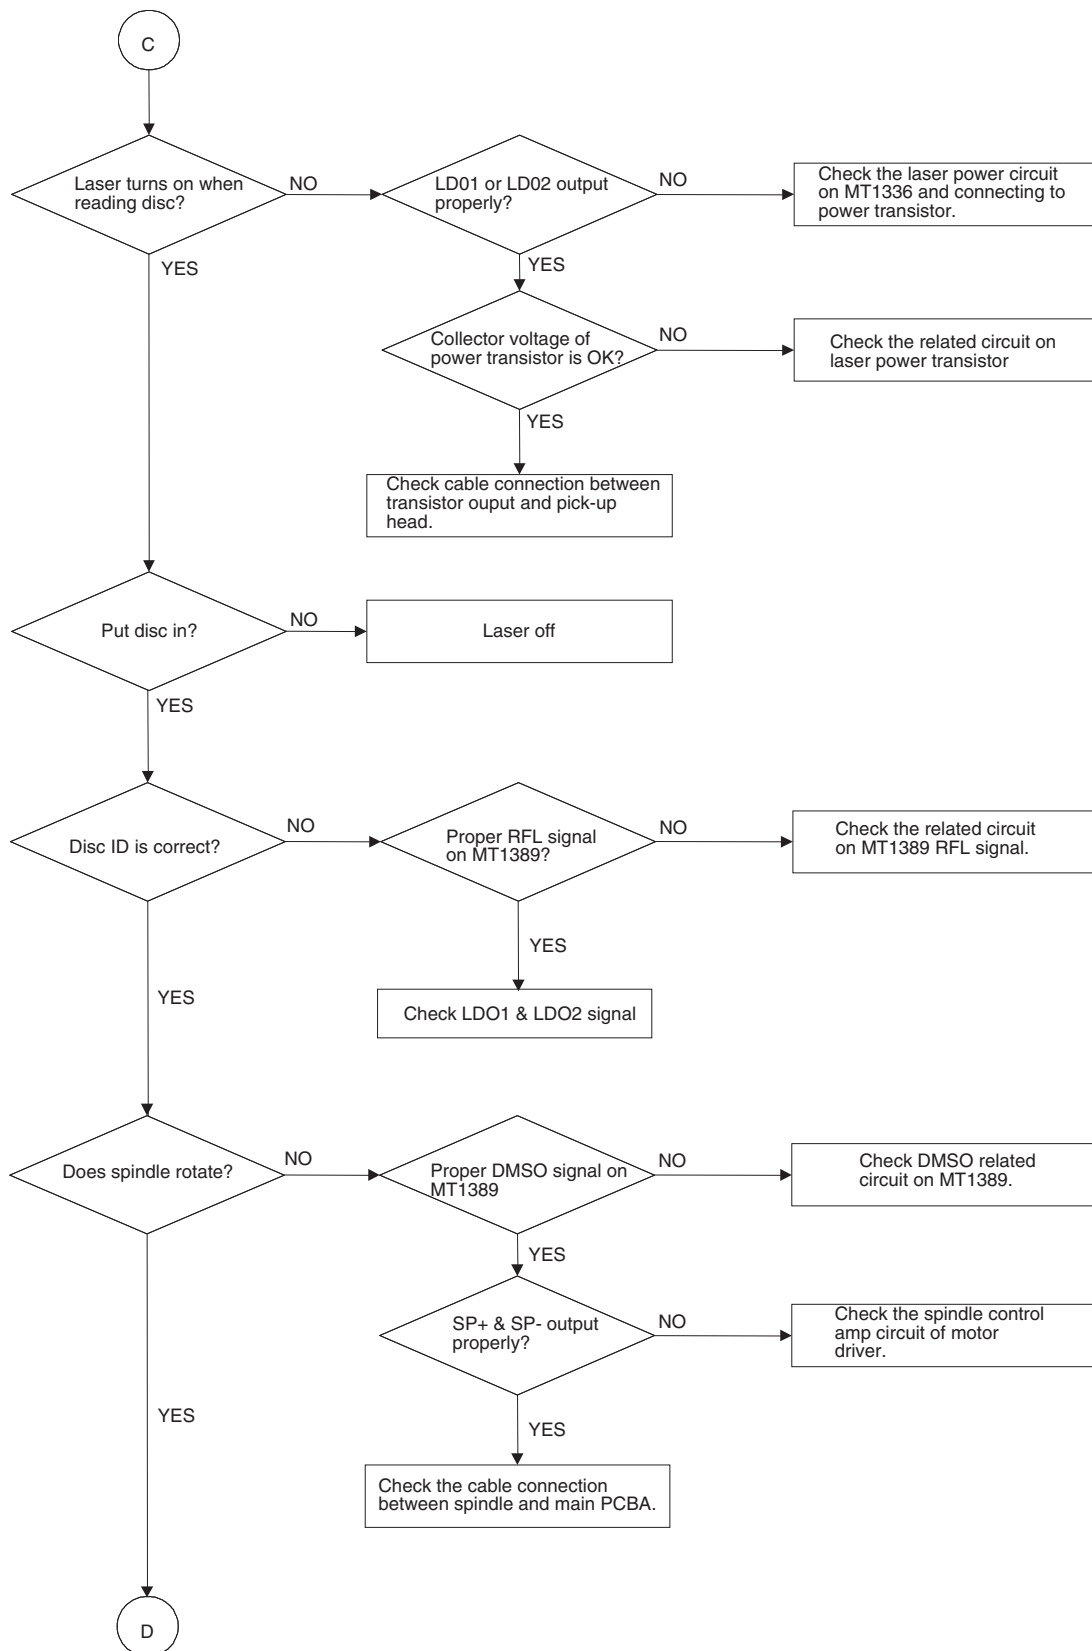 C
Laser turns on when
reading disc?
NO
LD01 or LD02 output
properly?
NO
Check the laser power circuit
on MT1336 and connecting to
power transistor.
YES
YES
Collector voltage of
power transistor is OK?
NO
Check the related circuit on
laser power transistor
YES
Check cable connection between
transistor ouput and pick-up
head.
Put disc in?
NO
Laser off
YES
Disc ID is correct?
NO
Proper RFL signal
on MT1389?
NO
Check the related circuit
on MT1389 RFL signal.
YES
YES
Check LDO1 & LDO2 signal
Does spindle rotate?
NO
Proper DMSO signal on
MT1389
NO
Check DMSO related
circuit on MT1389.
YES
SP+ & SP- output
properly?
NO
Check the spindle control
amp circuit of motor
driver.
YES
YES
Check the cable connection
between spindle and main PCBA.
D